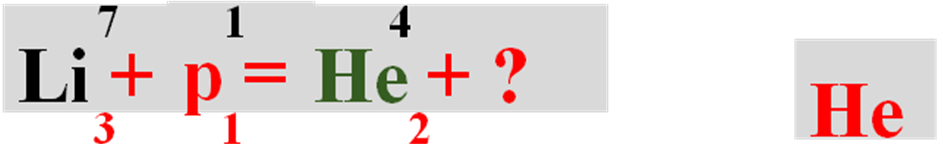 7 1 4
Li + p = He + ?
3 1 2
He